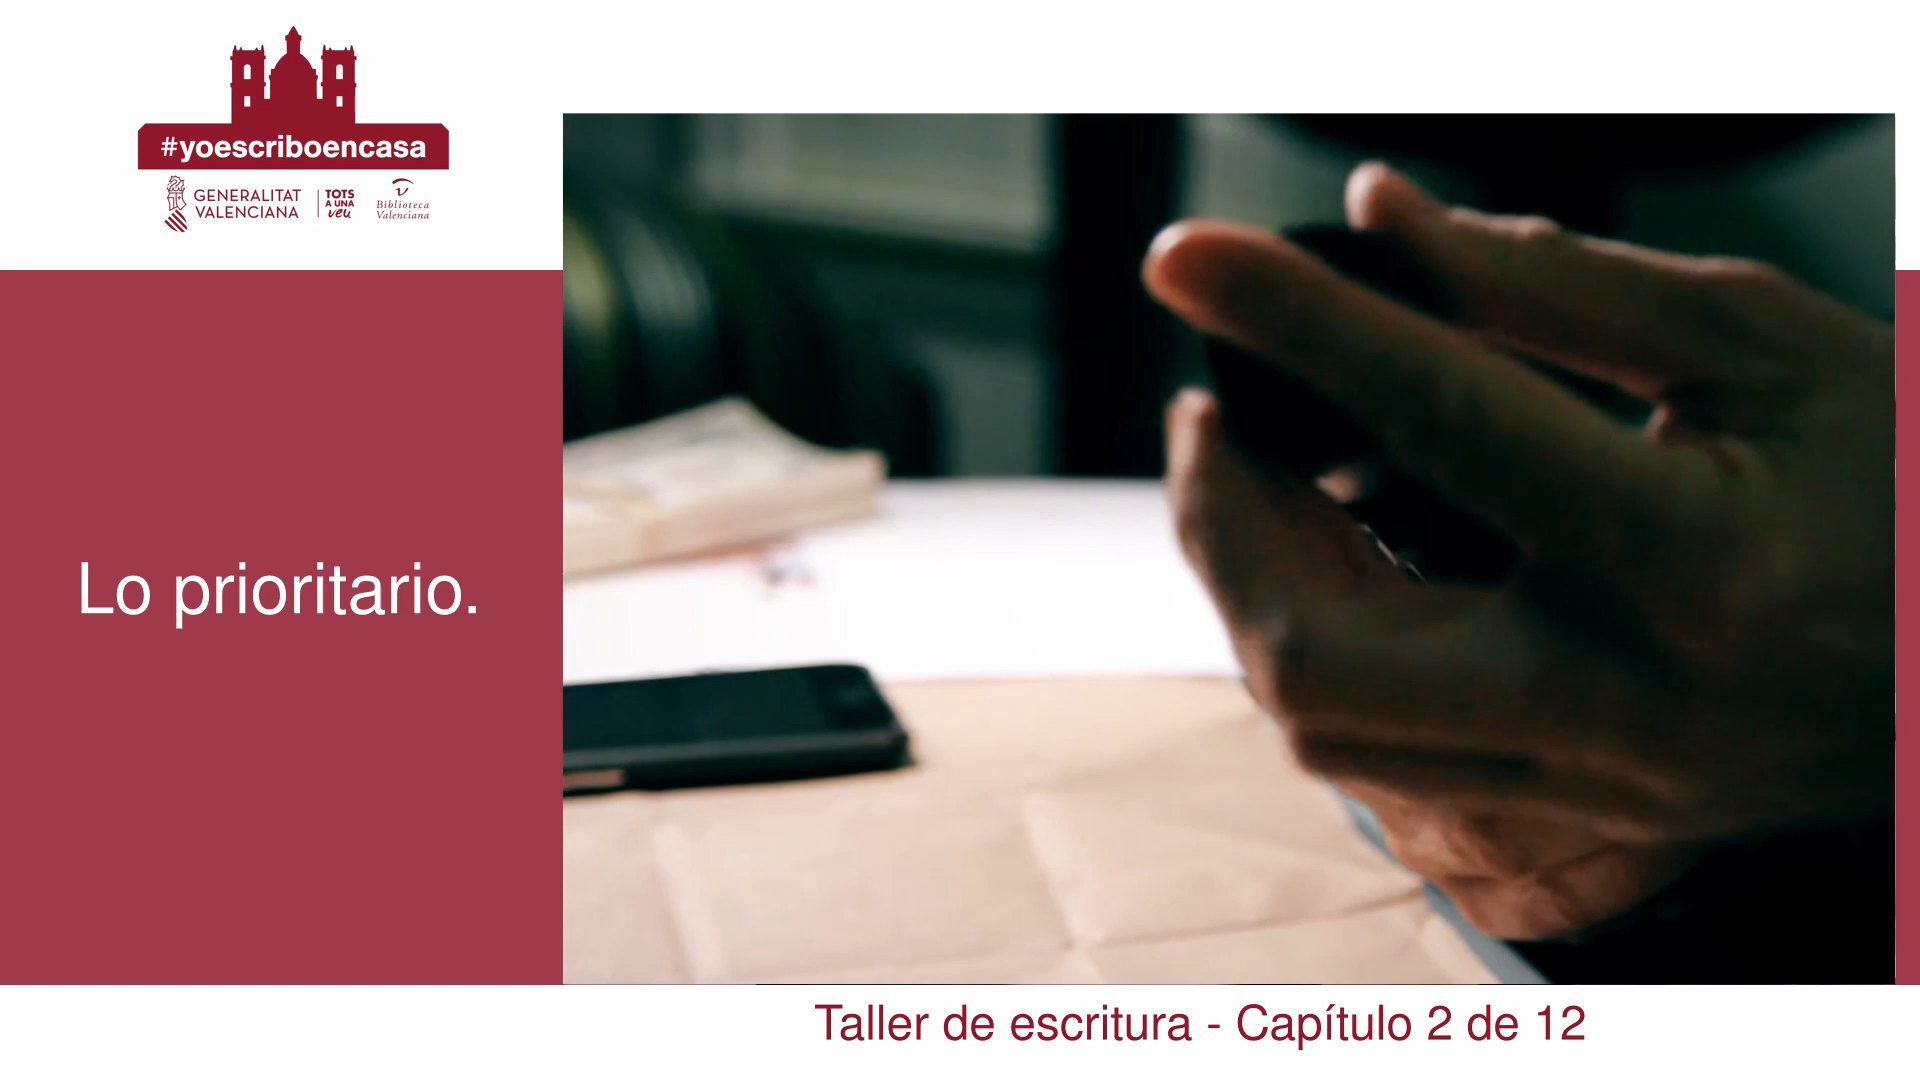 #yoescriboencasa
GENERALITAT
VALENCIANA
TOTS
A UNA
veu
Biblioteca
Valenciana
Lo prioritario.
Taller de escritura - Capítulo 2 de 12